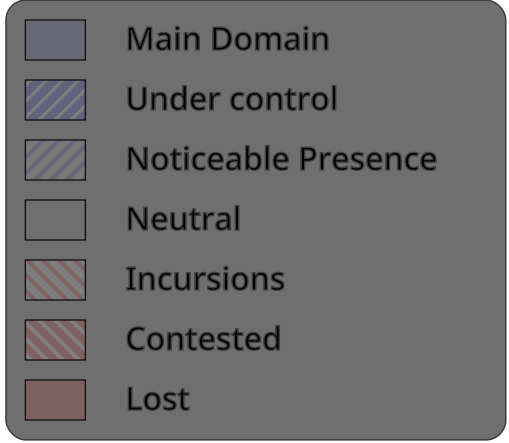 Main Domain
Under control
Noticeable Presence
Neutral
Incursions
Contested
Lost